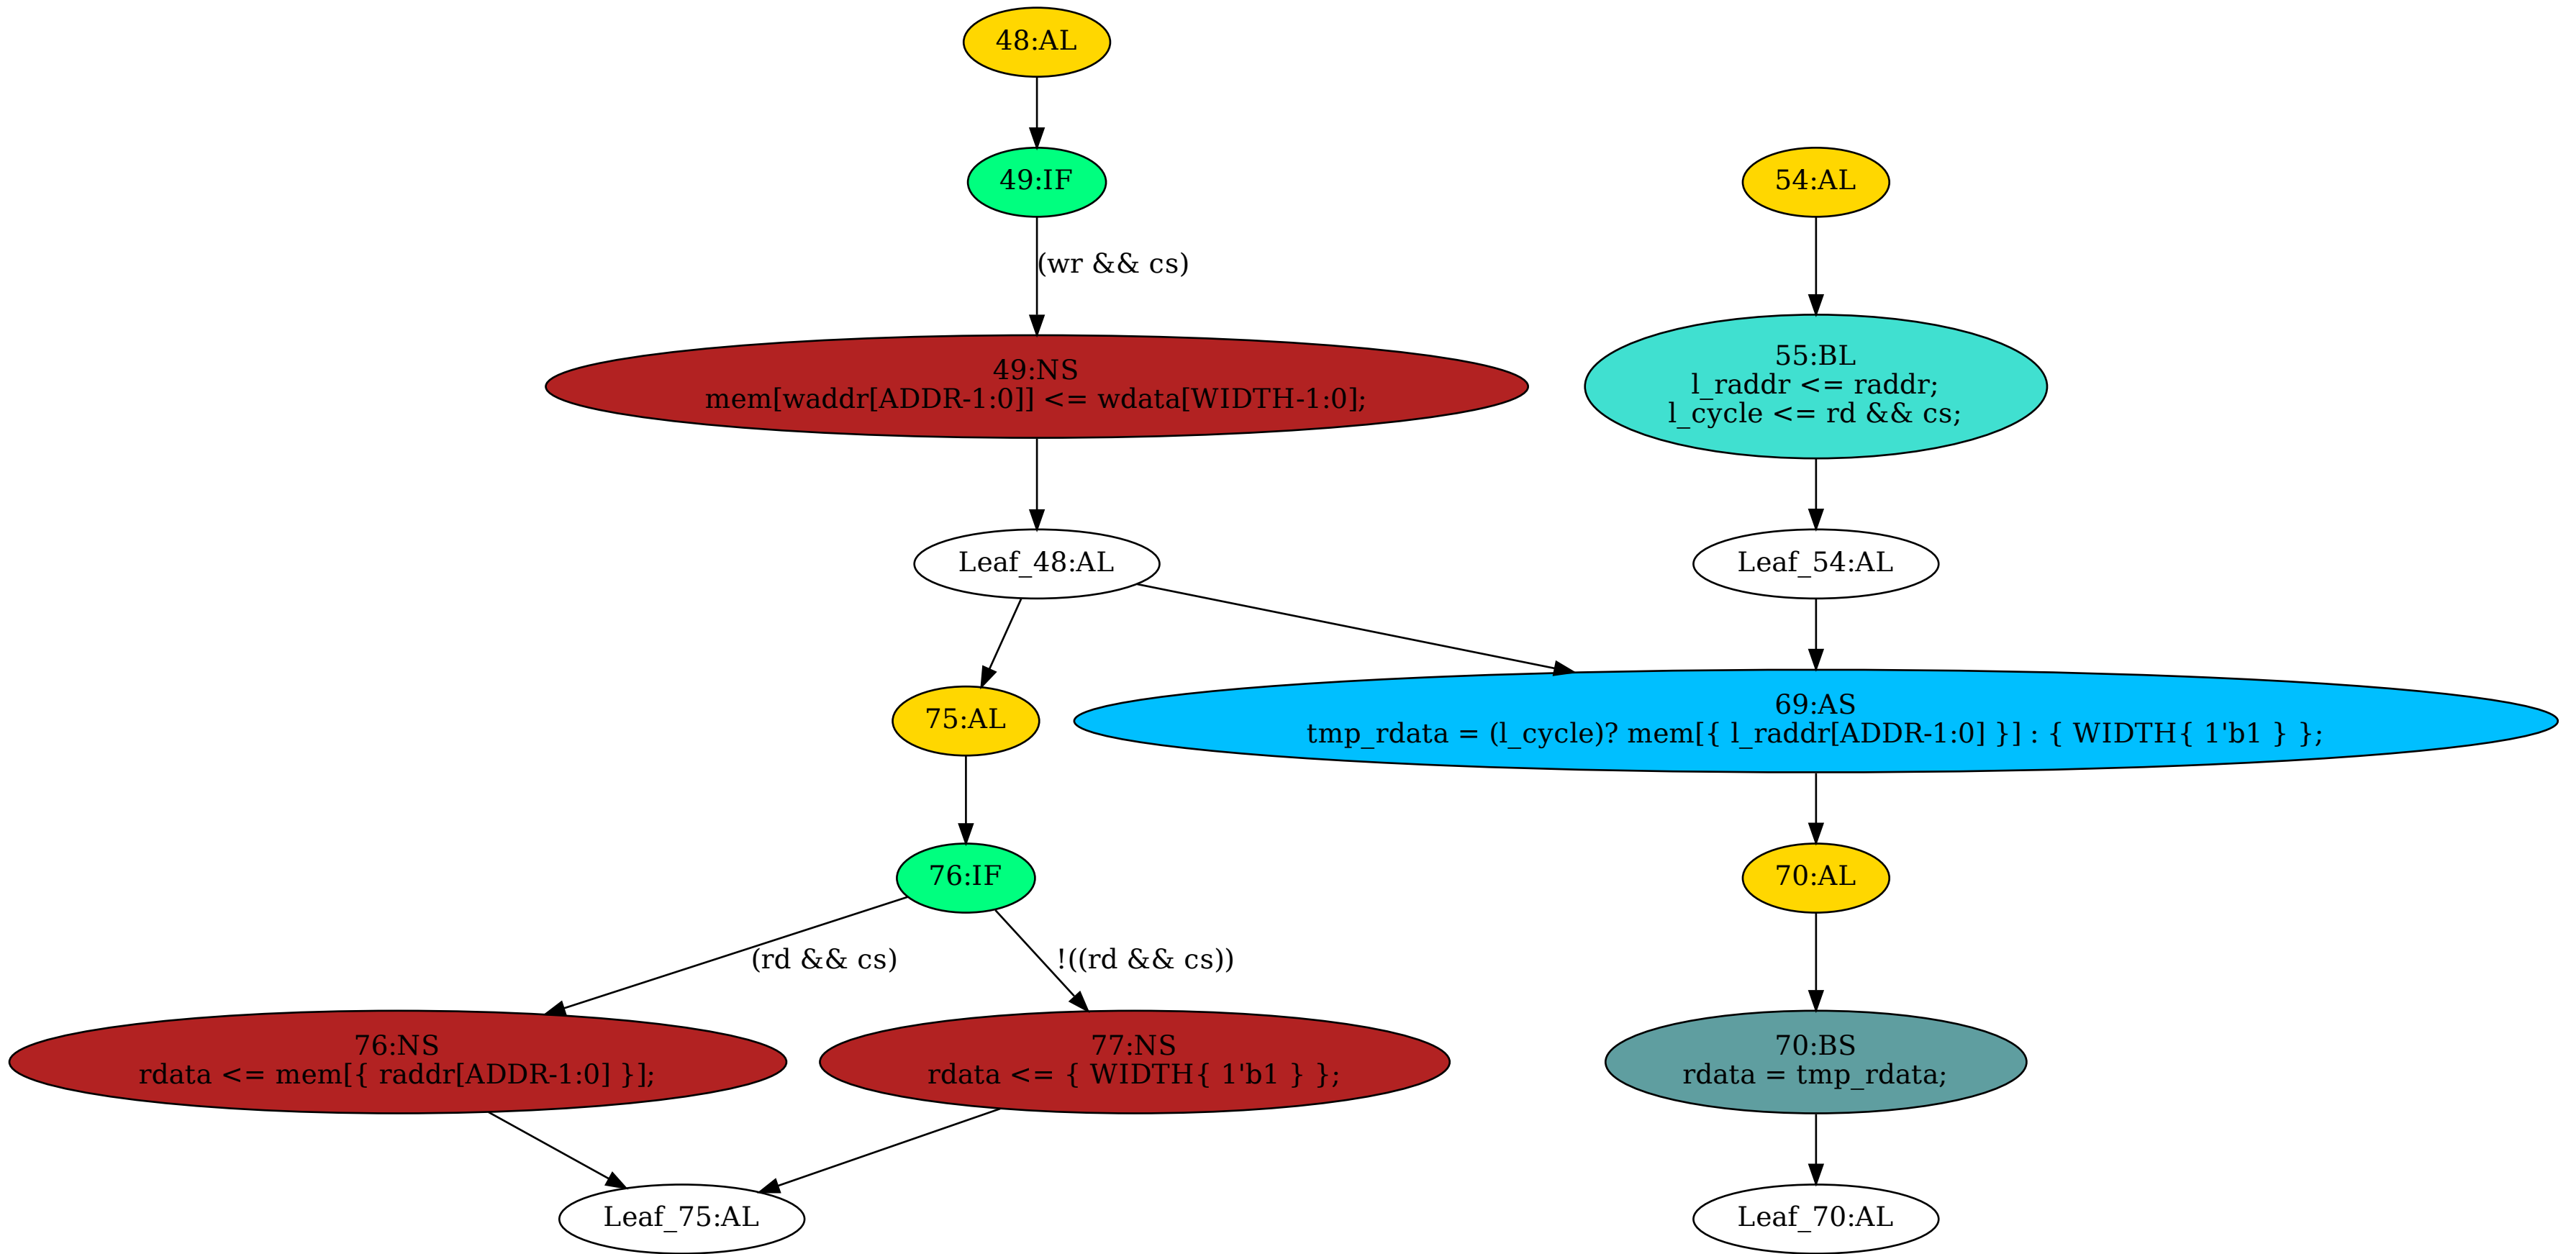 48:AL
49:IF
54:AL
(wr && cs)
49:NS
mem[waddr[ADDR-1:0]] <= wdata[WIDTH-1:0];
55:BL
l_raddr <= raddr;
l_cycle <= rd && cs;
Leaf_48:AL
Leaf_54:AL
75:AL
69:AS
tmp_rdata = (l_cycle)? mem[{ l_raddr[ADDR-1:0] }] : { WIDTH{ 1'b1 } };
76:IF
70:AL
(rd && cs)
!((rd && cs))
76:NS
rdata <= mem[{ raddr[ADDR-1:0] }];
77:NS
rdata <= { WIDTH{ 1'b1 } };
70:BS
rdata = tmp_rdata;
Leaf_75:AL
Leaf_70:AL